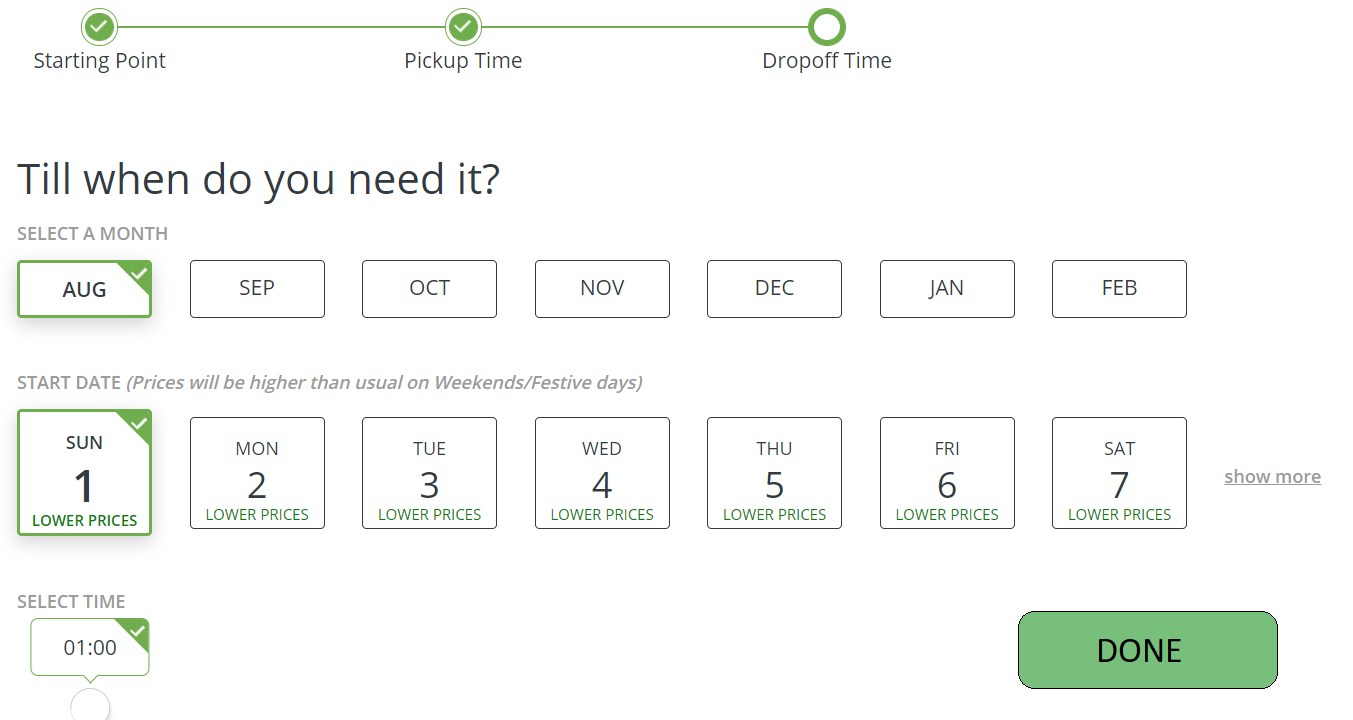 Starting Point Pickup Time Dropoff Time
Till when do you need it?
SELECT A MONTH
AUG SEP OCT NOV DEC JAN FEB
START DATE (Prices will be higher than usual on Weekends/Festive days)
SUN MON TUE WED THU FRI SAT
1 2 3 4 5 6 7
show more
LOWER PRICES LOWER PRICES LOWER PRICES LOWER PRICES LOWER PRICES LOWER PRICES LOWER PRICES
SELECT TIME
01:00
DONE